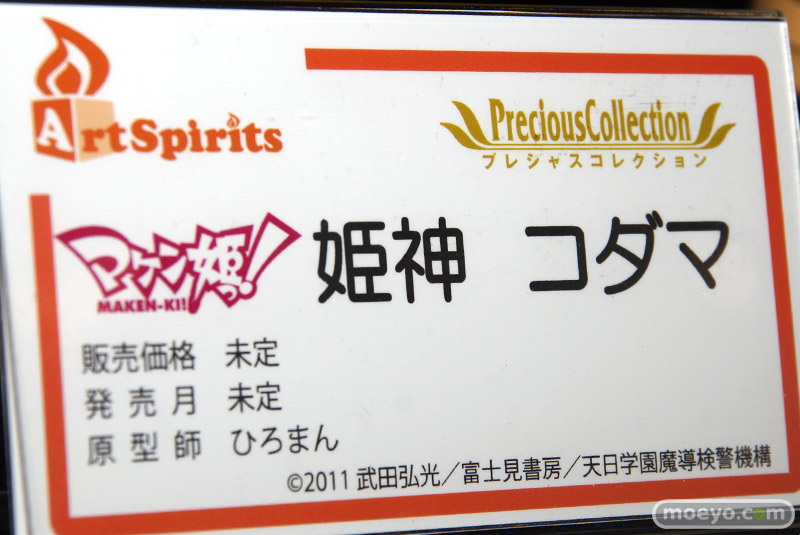 ArtSpirits
PreciousCollection
プレシャスコレクション
マケン姫っ!
MAKEN-KI!
姫神 コダマ
販売価格 未定
発売月 未定
原型師 ひろまん
©2011 武田弘光／富士見書房／天日学園魔導検警機構
moeyo.com